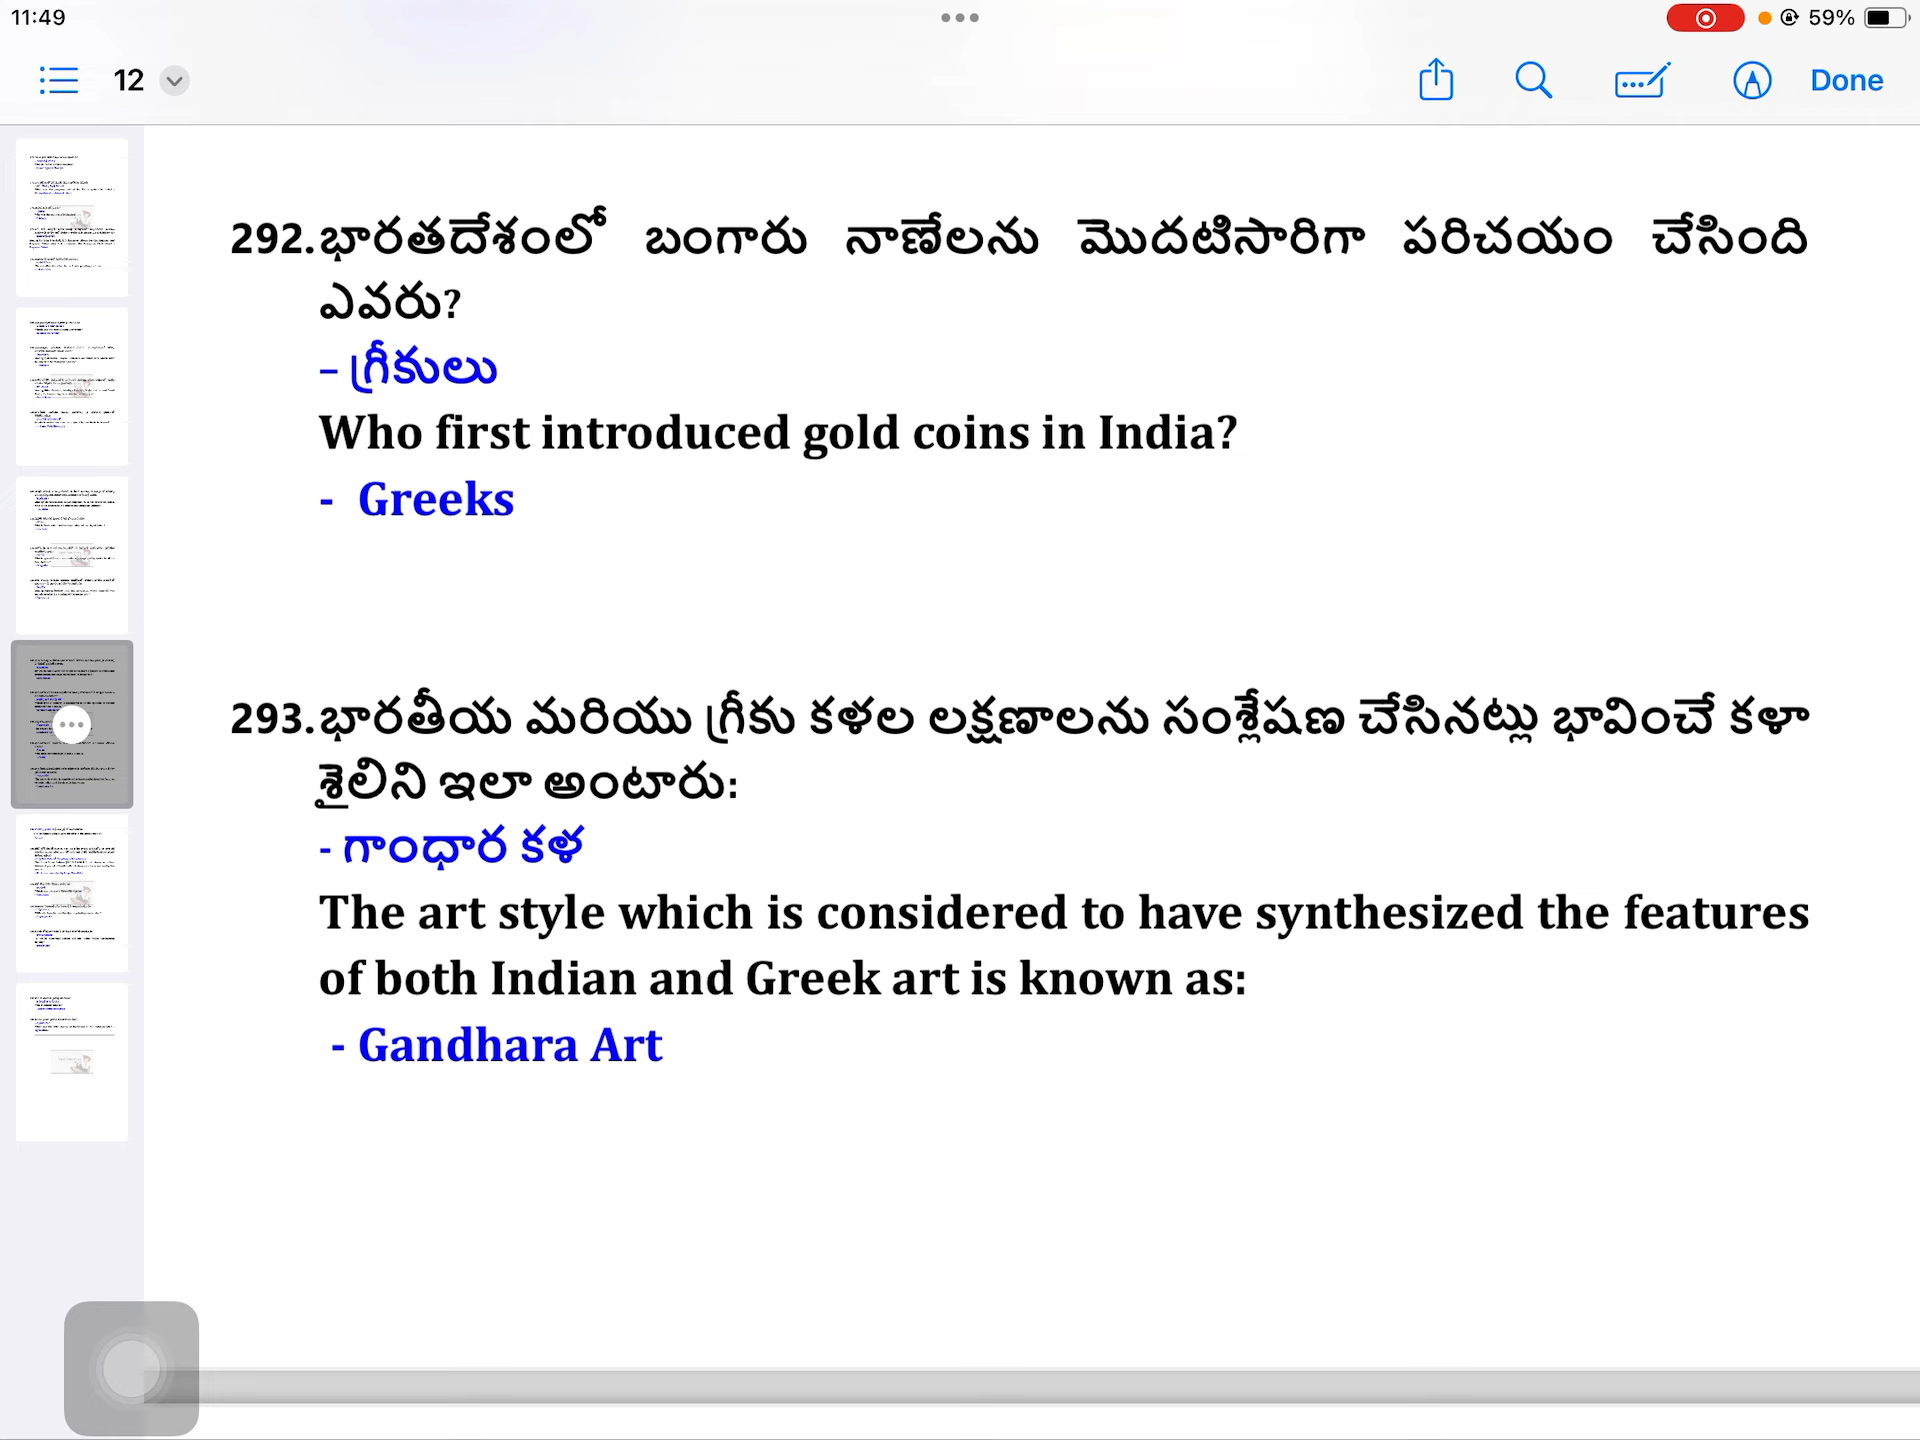 11:49
59%
12
Done
292. భారతదేశంలో బంగారు నాణేలను మొదటిసారిగా పరిచయం చేసింది
ఎవరు?
– గ్రీకులు
Who first introduced gold coins in India?
- Greeks
293. భారతీయ మరియు గ్రీకు కళల లక్షణాలను సంశ్లేషణ చేసినట్లు భావించే కళా
శైలిని ఇలా అంటారు:
- గాంధార కళ
The art style which is considered to have synthesized the features
of both Indian and Greek art is known as:
- Gandhara Art